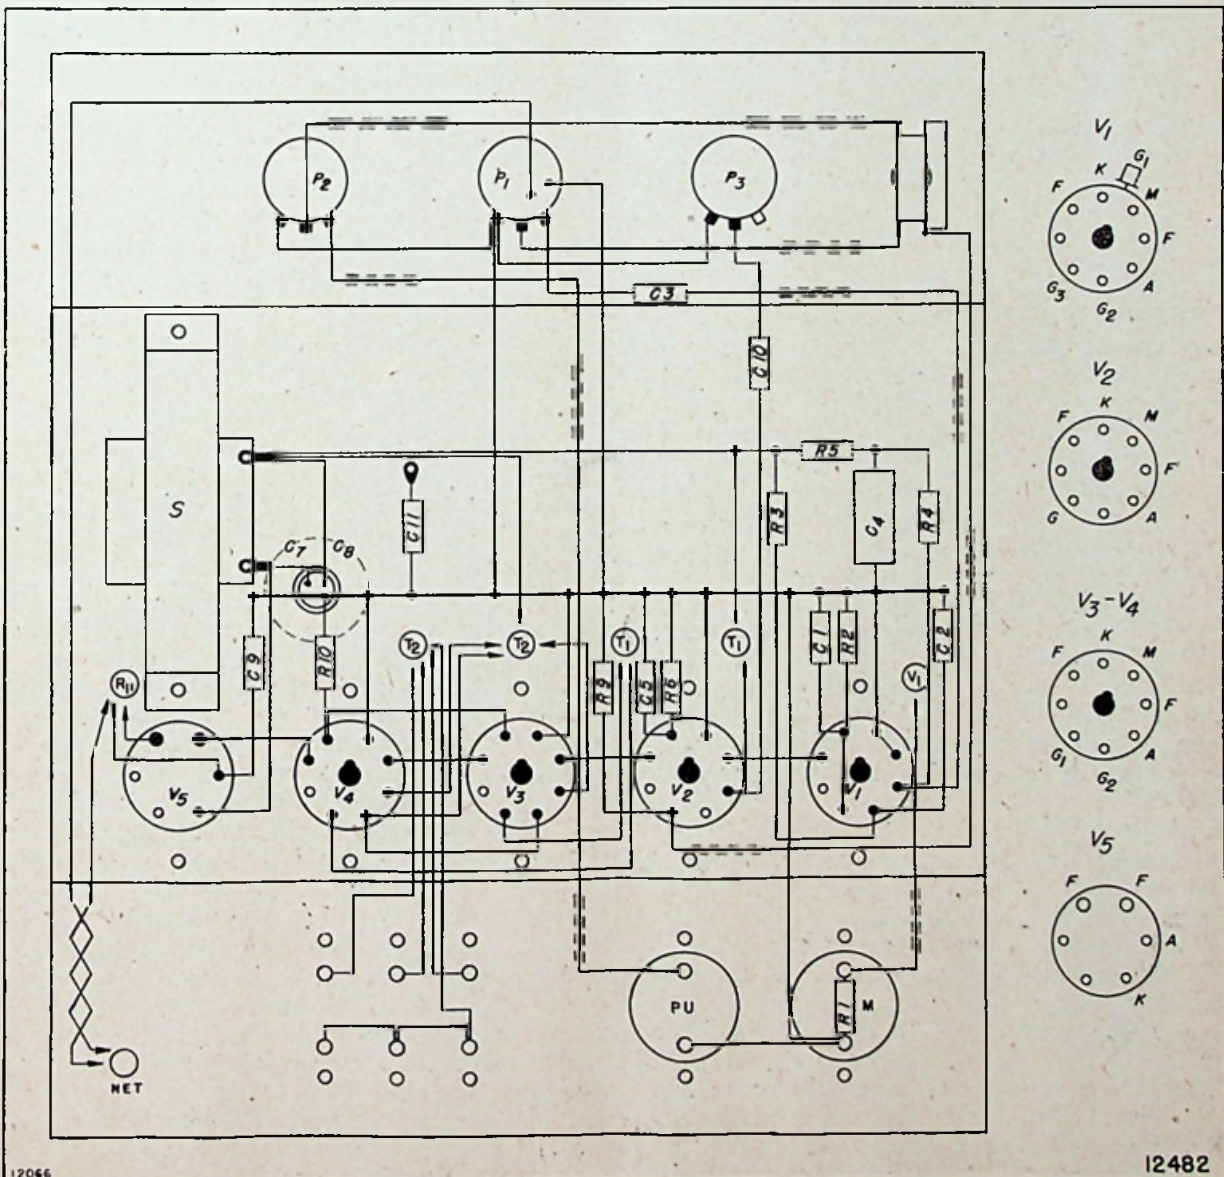 P2
P1
P3
C3
C10
S
C7
C8
C11
R5
R3
C4
R4
C9
R10
T2
T2
T1
T1
R9
C5
R6
C1
R2
C2
V1
R11
V5
V4
V3
V2
V1
NET
PU
R1
M
V1
G1
K
F
M
F
G3
G2
A
V2
K
F
M
F
G
A
V3-V4
K
F
M
F
G1
G2
A
V5
F
F
A
K
12066
12482